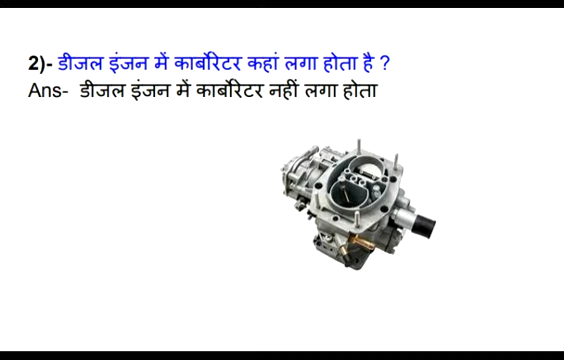 2)- डीजल इंजन में कार्बोरेटर कहां लगा होता है ?
Ans- डीजल इंजन में कार्बोरेटर नहीं लगा होता